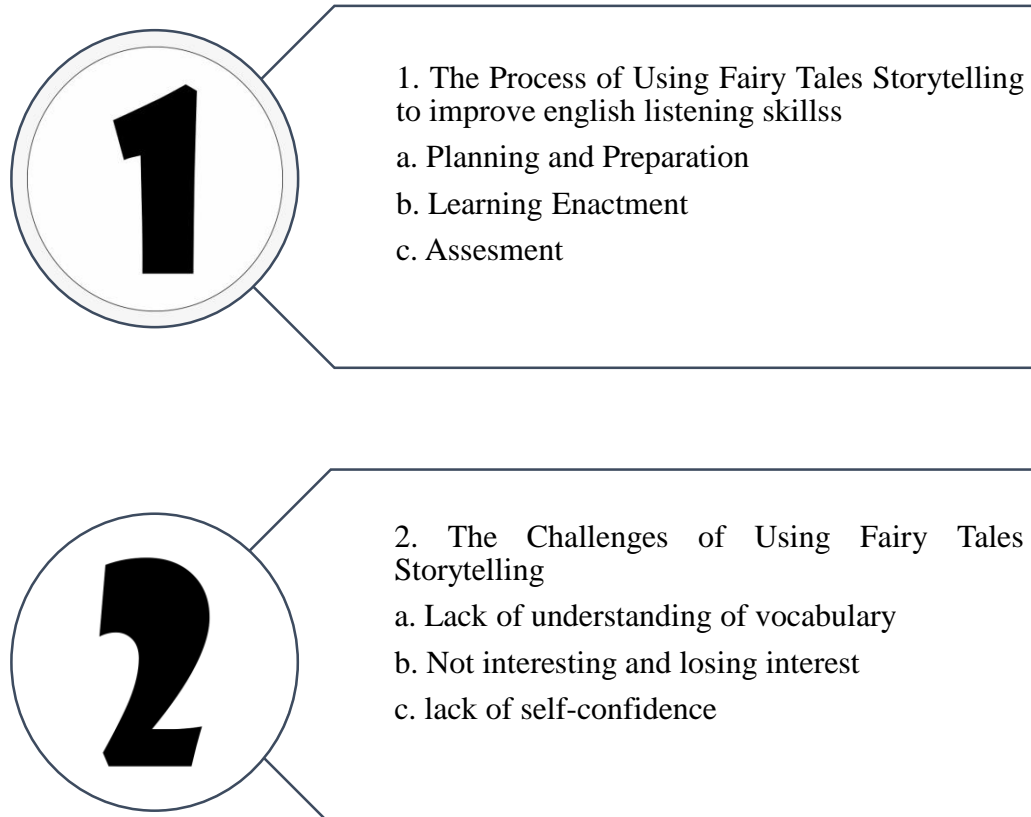 1
1. The Process of Using Fairy Tales Storytelling
to improve english listening skillss
a. Planning and Preparation
b. Learning Enactment
c. Assesment
2
2. The Challenges of Using Fairy Tales
Storytelling
a. Lack of understanding of vocabulary
b. Not interesting and losing interest
c. lack of self-confidence